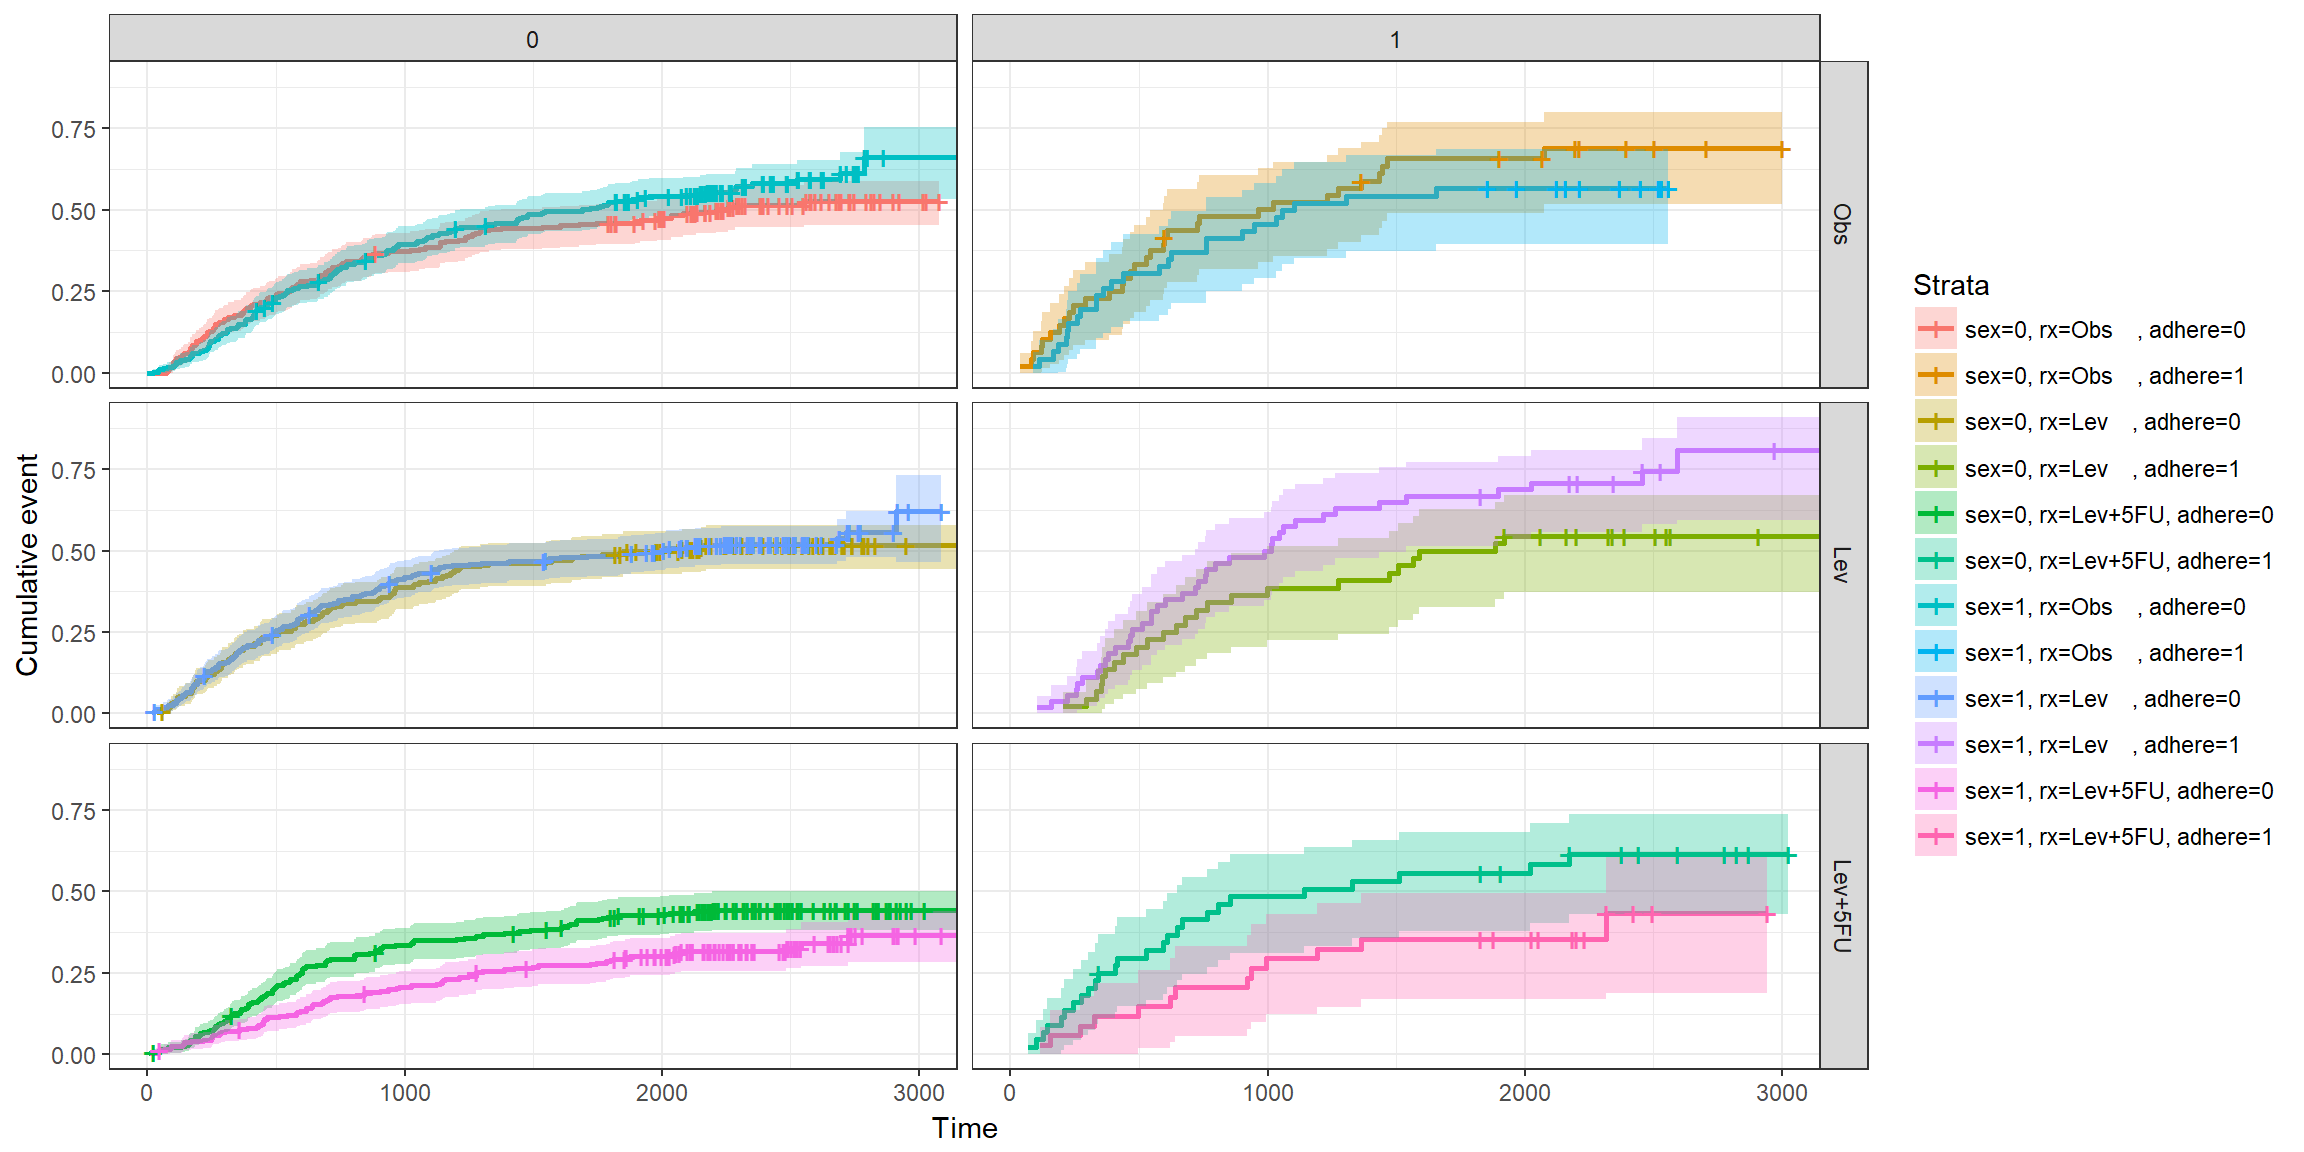 0
1
0.75
0.50
0.25
0.00
Obs
0.75
0.50
0.25
0.00
Lev
0.75
0.50
0.25
0.00
Lev+5FU
Cumulative event
0
1000
2000
3000
0
1000
2000
3000
Time
Strata
sex=0, rx=Obs    , adhere=0
sex=0, rx=Obs    , adhere=1
sex=0, rx=Lev    , adhere=0
sex=0, rx=Lev    , adhere=1
sex=0, rx=Lev+5FU, adhere=0
sex=0, rx=Lev+5FU, adhere=1
sex=1, rx=Obs    , adhere=0
sex=1, rx=Obs    , adhere=1
sex=1, rx=Lev    , adhere=0
sex=1, rx=Lev    , adhere=1
sex=1, rx=Lev+5FU, adhere=0
sex=1, rx=Lev+5FU, adhere=1